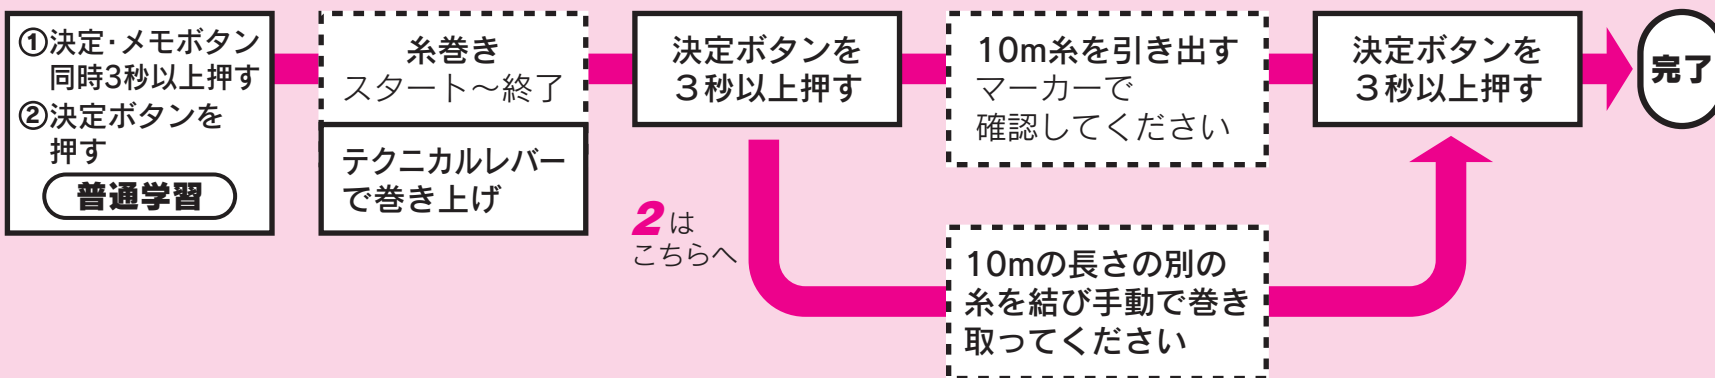 ①決定・メモボタン
同時3秒以上押す
②決定ボタンを
押す
普通学習
糸巻き
スタート～終了
テクニカルレバー
で巻き上げ
決定ボタンを
３秒以上押す
10m糸を引き出す
マーカーで
確認してください
決定ボタンを
３秒以上押す
完了
2は
こちらへ
10mの長さの別の
糸を結び手動で巻き
取ってください